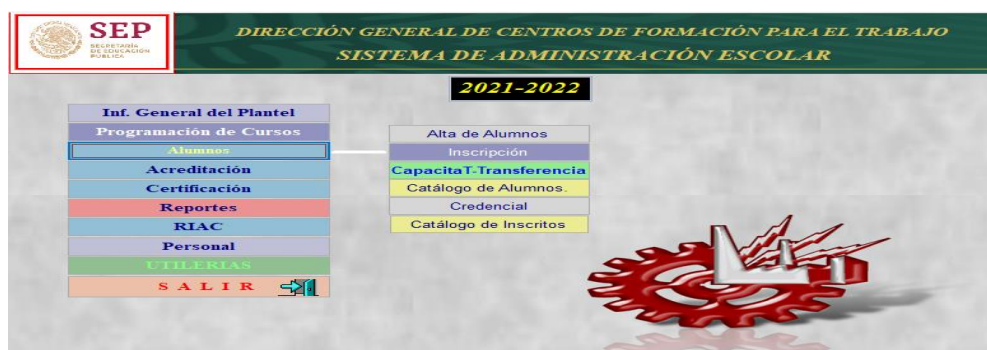 SEP
SECRETARÍA
DE EDUCACIÓN
PÚBLICA
DIRECCIÓN GENERAL DE CENTROS DE FORMACIÓN PARA EL TRABAJO
SISTEMA DE ADMINISTRACIÓN ESCOLAR
2021-2022
Inf. General del Plantel
Programación de Cursos
Alumnos
Acreditación
Certificación
Reportes
RIAC
Personal
UTILERIAS
S A L I R
Alta de Alumnos
Inscripción
CapacitaT-Transferencia
Catálogo de Alumnos.
Credencial
Catálogo de Inscritos